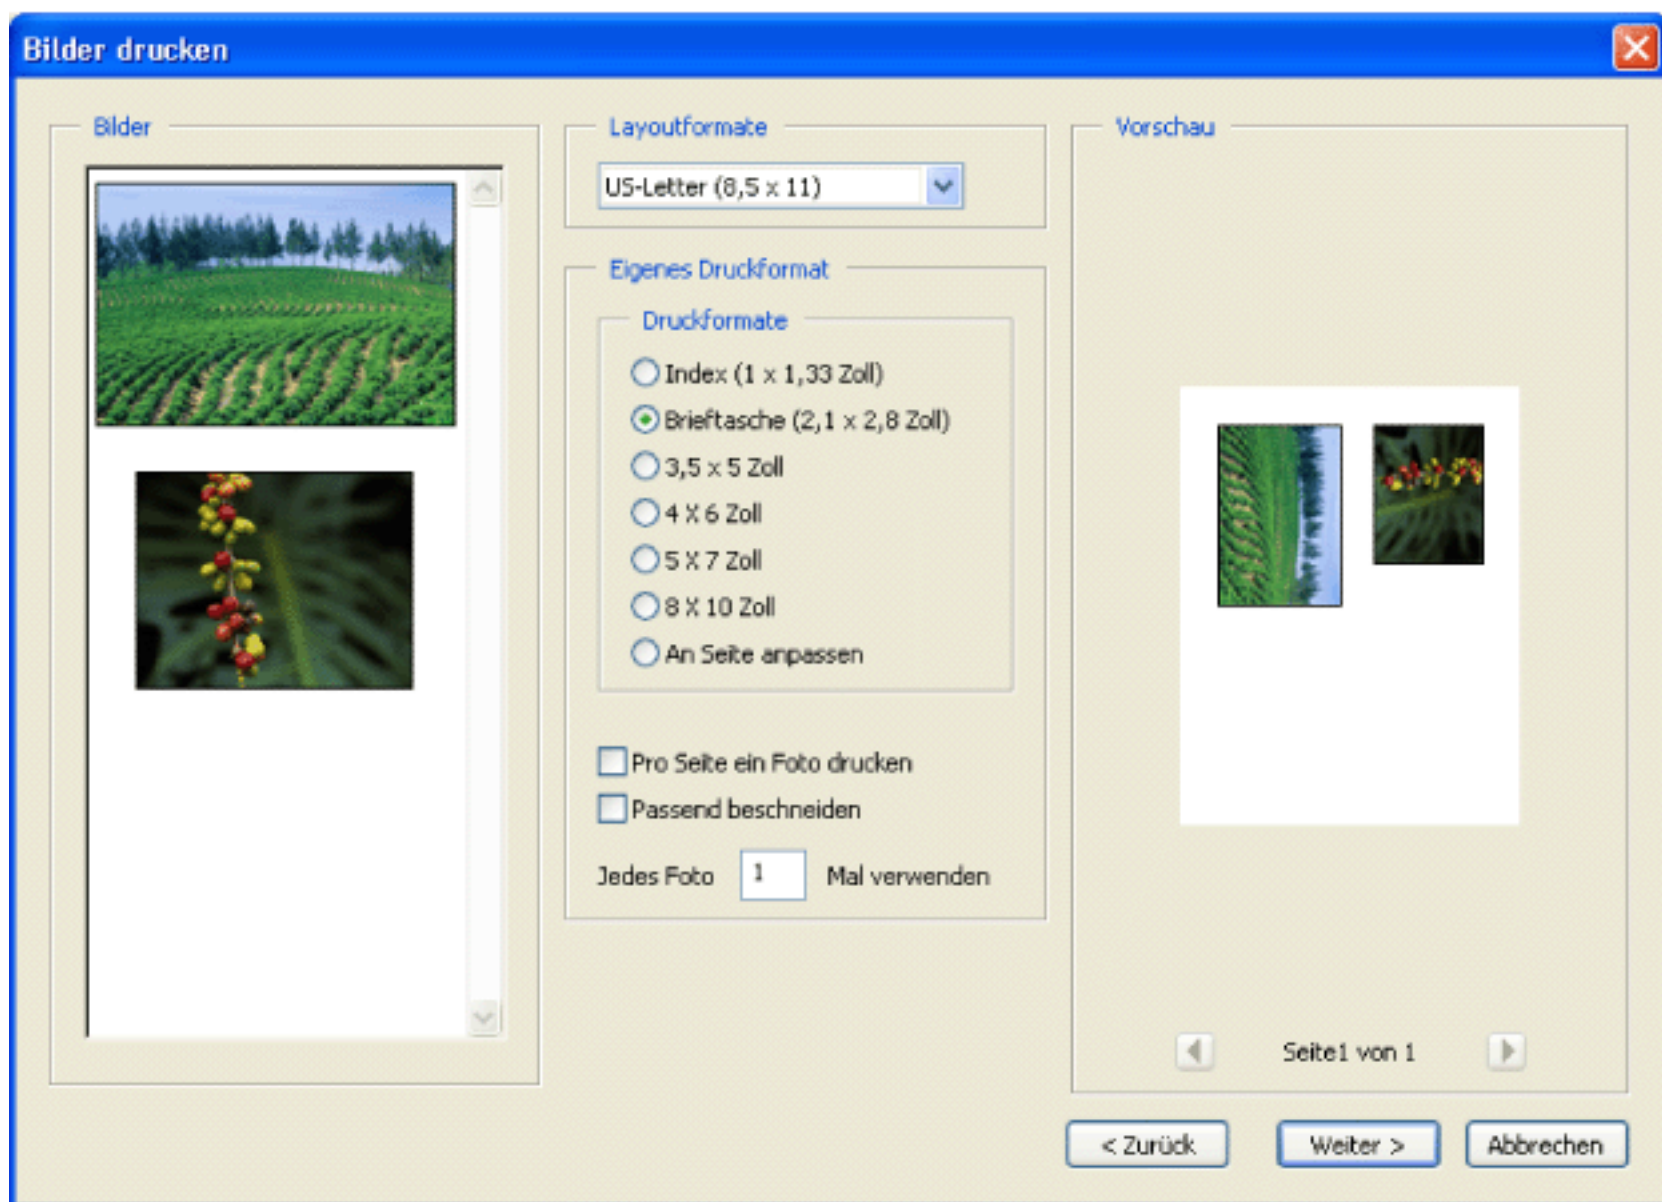 Bilder drucken
Bilder
Layoutformate
US-Letter (8,5 x 11)
Eigenes Druckformat
Druckformate
Index (1 x 1,33 Zoll)
Brieftasche (2,1 x 2,8 Zoll)
3,5 x 5 Zoll
4 X 6 Zoll
5 X 7 Zoll
8 X 10 Zoll
An Seite anpassen
Pro Seite ein Foto drucken
Passend beschneiden
Jedes Foto 1 Mal verwenden
Vorschau
Seite1 von 1
< Zurück
Weiter >
Abbrechen